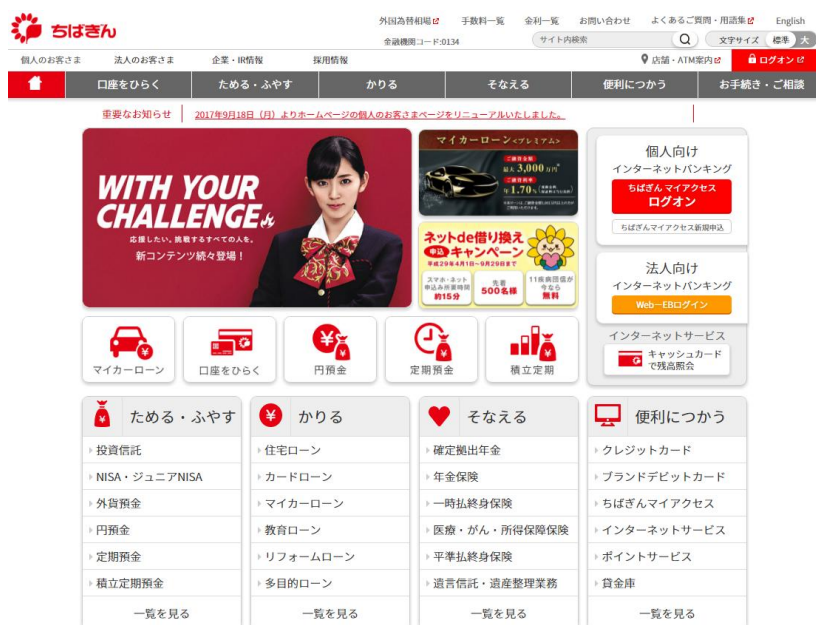 ちばぎん
外国為替相場
手数料一覧
金利一覧
お問い合わせ
よくあるご質問・用語集
English
金融機関コード:0134
サイト内検索
文字サイズ
標準
大
個人のお客さま
法人のお客さま
企業・IR情報
採用情報
店舗・ATM案内
ログオン
口座をひらく
ためる・ふやす
かりる
そなえる
便利につかう
お手続き・ご相談
重要なお知らせ
2017年9月18日（月）よりホームページの個人のお客さまページをリニューアルいたしました。
WITH YOUR
CHALLENGE
応援したい。挑戦するすべての人を。
新コンテンツ続々登場！
マイカーローン<プレミアム>
ご融資金額
最大 3,000万円
ご融資利率
年1.70%
ネットde借り換え
申込 キャンペーン
平成29年4月1日～9月29日まで
スマホ・ネット
申込み所要時間
約15分
先着
500名様
11疾病団信が
今なら
無料
個人向け
インターネットバンキング
ちばぎん マイアクセス
ログオン
ちばぎんマイアクセス新規申込
法人向け
インターネットバンキング
Web－EBログイン
インターネットサービス
キャッシュカード
で残高照会
マイカーローン
口座をひらく
円預金
定期預金
積立定期
ためる・ふやす
投資信託
NISA・ジュニアNISA
外貨預金
円預金
定期預金
積立定期預金
一覧を見る
かりる
住宅ローン
カードローン
マイカーローン
教育ローン
リフォームローン
多目的ローン
一覧を見る
そなえる
確定拠出年金
年金保険
一時払終身保険
医療・がん・所得保障保険
平準払終身保険
遺言信託・遺産整理業務
一覧を見る
便利につかう
クレジットカード
ブランドデビットカード
ちばぎんマイアクセス
インターネットサービス
ポイントサービス
貸金庫
一覧を見る